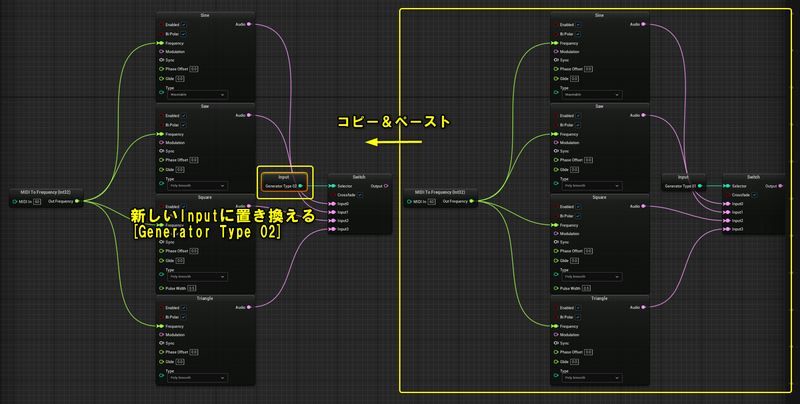 Sine
Enabled
Audio
Bi-Polar
Frequency
Modulation
Sync
Phase Offset 0.0
Glide 0.0
Type
Wavetable
Saw
Enabled
Audio
Bi-Polar
Frequency
Modulation
Sync
Phase Offset 0.0
Glide 0.0
Type
Poly Smooth
MIDI To Frequency (Int32)
MIDI In 60
Out Frequency
Square
Enabled
Audio
Bi-Polar
Frequency
Modulation
Sync
Phase Offset 0.0
Glide 0.0
Type
Poly Smooth
Pulse Width 0.5
Triangle
Enabled
Audio
Bi-Polar
Frequency
Modulation
Sync
Phase Offset 0.0
Glide 0.0
Type
Poly Smooth
Input
Generator Type 02
Switch
Selector
Output
Crossfade
Input0
Input1
Input2
Input3
新しいInputに置き換える
[Generator Type 02]
コピー＆ペースト
Sine
Enabled
Audio
Bi-Polar
Frequency
Modulation
Sync
Phase Offset 0.0
Glide 0.0
Type
Wavetable
Saw
Enabled
Audio
Bi-Polar
Frequency
Modulation
Sync
Phase Offset 0.0
Glide 0.0
Type
Poly Smooth
MIDI To Frequency (Int32)
MIDI In 60
Out Frequency
Square
Enabled
Audio
Bi-Polar
Frequency
Modulation
Sync
Phase Offset 0.0
Glide 0.0
Type
Poly Smooth
Pulse Width 0.5
Triangle
Enabled
Audio
Bi-Polar
Frequency
Modulation
Sync
Phase Offset 0.0
Glide 0.0
Type
Poly Smooth
Input
Generator Type 01
Switch
Selector
Output
Crossfade
Input0
Input1
Input2
Input3